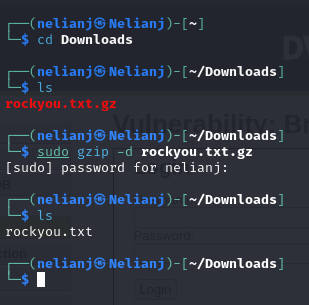 ┌──(nelianj㉿Nelianj)-[~]
└─$ cd Downloads
┌──(nelianj㉿Nelianj)-[~/Downloads]
└─$ ls
rockyou.txt.gz
┌──(nelianj㉿Nelianj)-[~/Downloads]
└─$ sudo gzip -d rockyou.txt.gz
[sudo] password for nelianj:
┌──(nelianj㉿Nelianj)-[~/Downloads]
└─$ ls
rockyou.txt
┌──(nelianj㉿Nelianj)-[~/Downloads]
└─$
Vulnerability: Br
Password:
Login